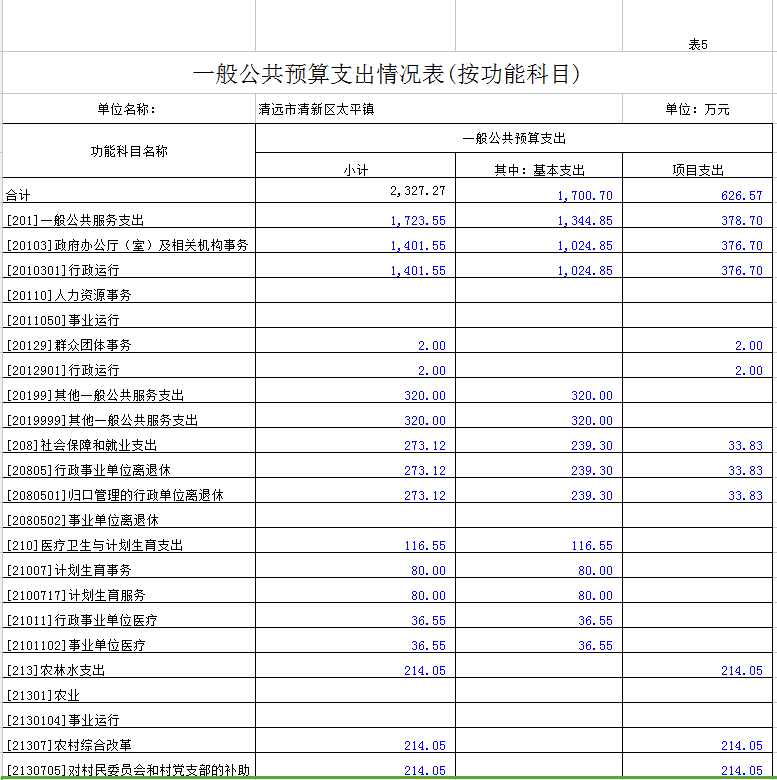 表5
一般公共预算支出情况表(按功能科目)
单位名称: 清远市清新区太平镇 单位: 万元
功能科目名称 一般公共预算支出
小计 其中: 基本支出 项目支出
合计 2,327.27 1,700.70 626.57
[201]一般公共服务支出 1,723.55 1,344.85 378.70
[20103]政府办公厅（室）及相关机构事务 1,401.55 1,024.85 376.70
[2010301]行政运行 1,401.55 1,024.85 376.70
[20110]人力资源事务
[2011050]事业运行
[20129]群众团体事务 2.00 2.00
[2012901]行政运行 2.00 2.00
[20199]其他一般公共服务支出 320.00 320.00
[2019999]其他一般公共服务支出 320.00 320.00
[208]社会保障和就业支出 273.12 239.30 33.83
[20805]行政事业单位离退休 273.12 239.30 33.83
[2080501]归口管理的行政单位离退休 273.12 239.30 33.83
[2080502]事业单位离退休
[210]医疗卫生与计划生育支出 116.55 116.55
[21007]计划生育事务 80.00 80.00
[2100717]计划生育服务 80.00 80.00
[21011]行政事业单位医疗 36.55 36.55
[2101102]事业单位医疗 36.55 36.55
[213]农林水支出 214.05 214.05
[21301]农业
[2130104]事业运行
[21307]农村综合改革 214.05 214.05
[2130705]对村民委员会和村党支部的补助 214.05 214.05